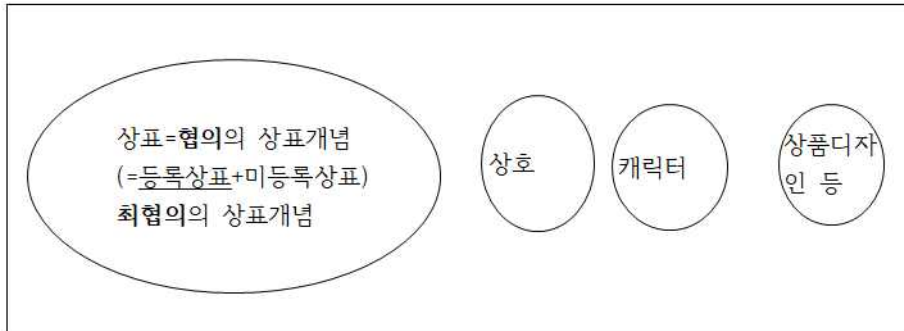 상표=협의의 상표개념
(=등록상표+미등록상표)
최협의의 상표개념
상호
캐릭터
상품디자
인 등